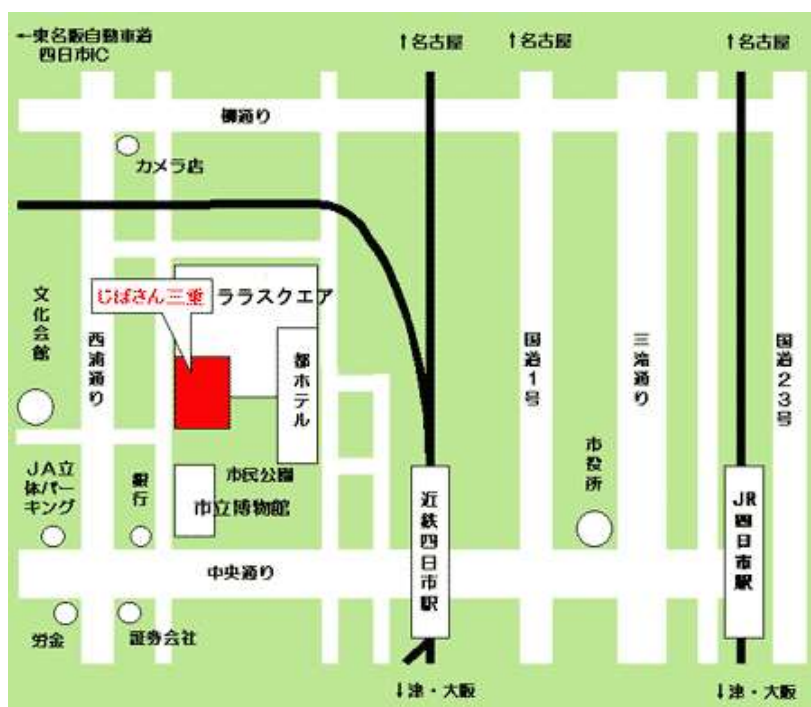 ←東名阪自動車道
四日市IC
↑名古屋
↑名古屋
↑名古屋
柳通り
カメラ店
じばさん三重
ララスクエア
文化会館
西浦通り
都ホテル
国道1号
三滝通り
国道23号
JA立
体パー
キング
銀行
市民公園
市立博物館
近鉄四日市駅
市役所
JR四日市駅
中央通り
労金
証券会社
↓津・大阪
↓津・大阪